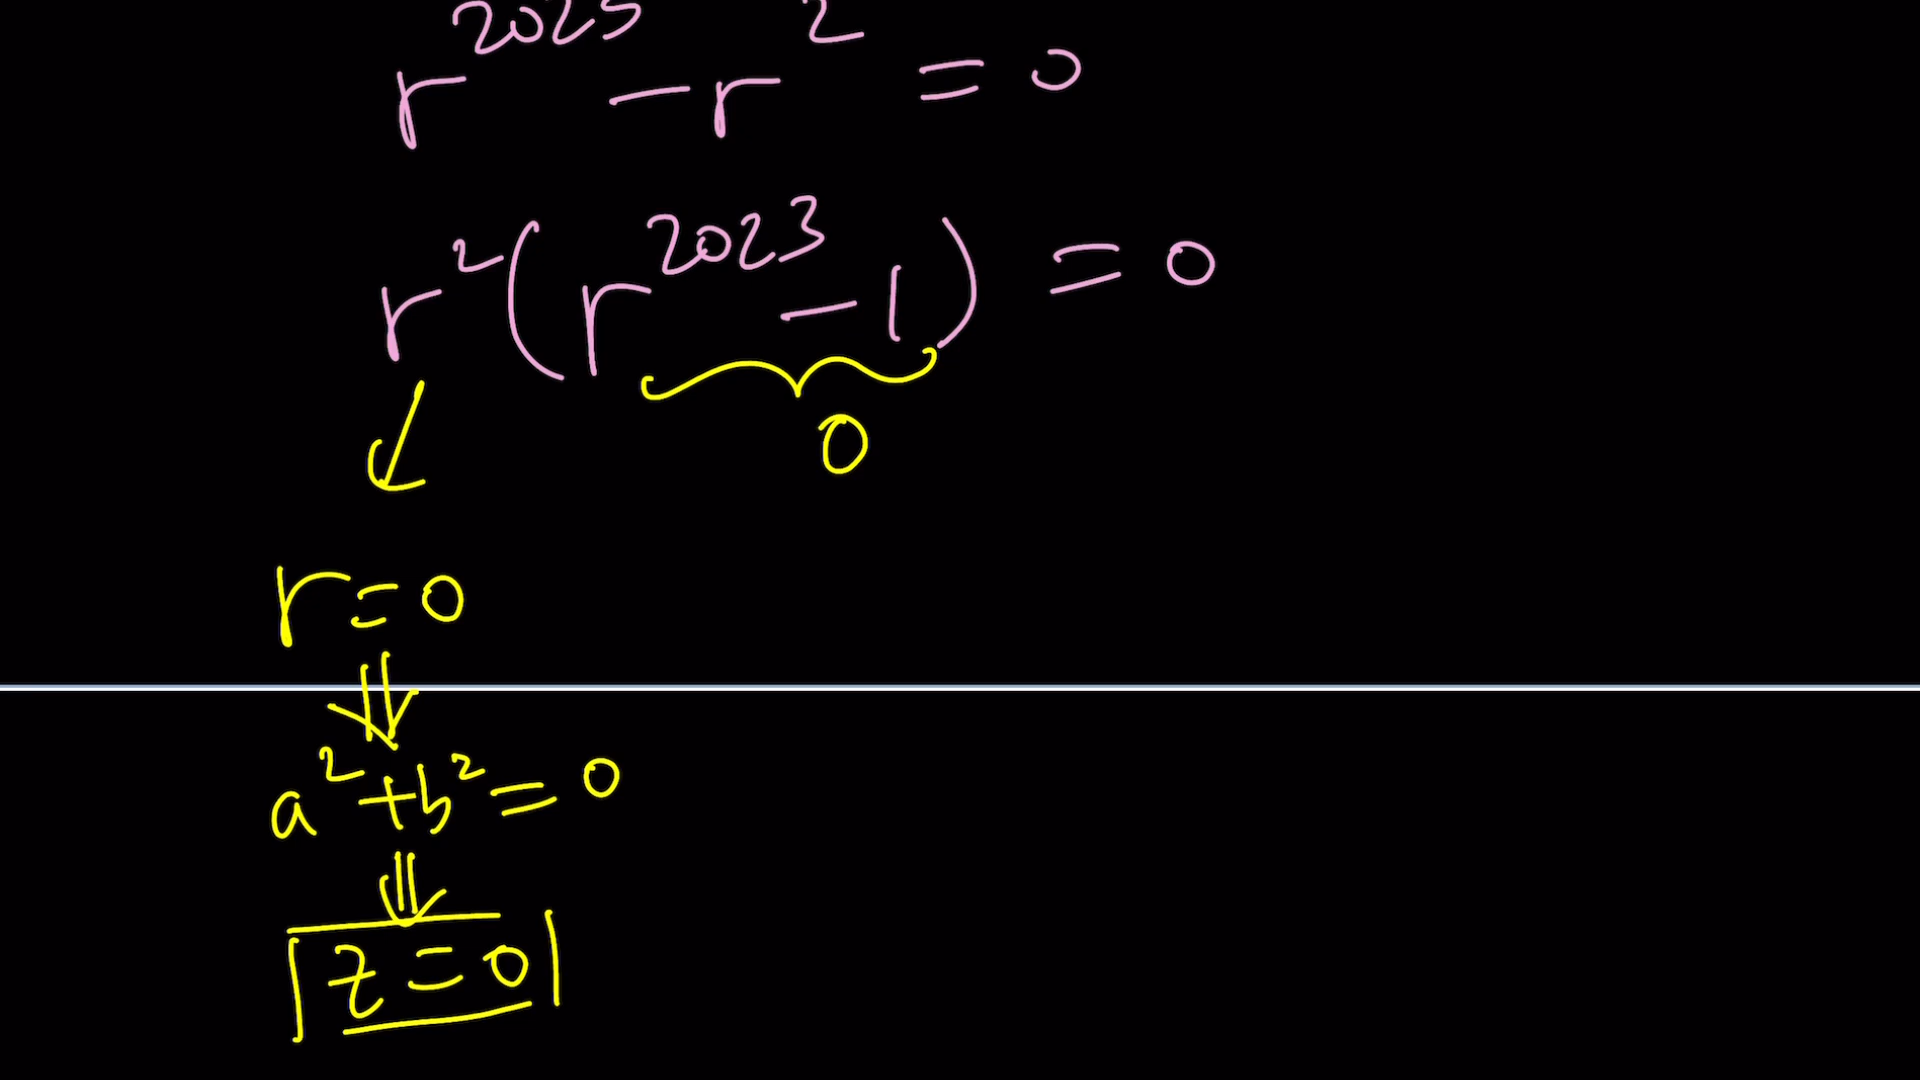 r^2025 - r^2 = 0
r^2(r^2023 - 1) = 0
0
r = 0
a^2 + b^2 = 0
z = 0